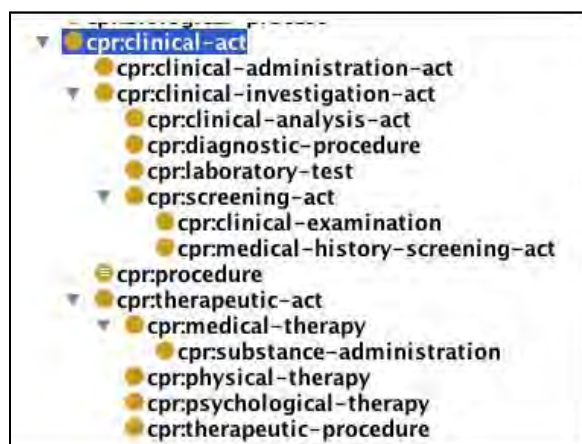 cpr:clinical-act
cpr:clinical-administration-act
cpr:clinical-investigation-act
cpr:clinical-analysis-act
cpr:diagnostic-procedure
cpr:laboratory-test
cpr:screening-act
cpr:clinical-examination
cpr:medical-history-screening-act
cpr:procedure
cpr:therapeutic-act
cpr:medical-therapy
cpr:substance-administration
cpr:physical-therapy
cpr:psychological-therapy
cpr:therapeutic-procedure